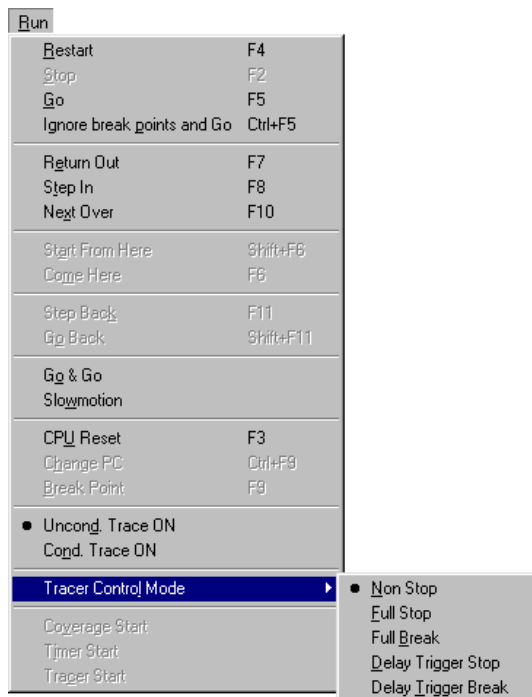 Run
Restart F4
Stop F2
Go F5
Ignore break points and Go Ctrl+F5
Return Out F7
Step In F8
Next Over F10
Start From Here Shift+F6
Come Here F6
Step Back F11
Go Back Shift+F11
Go & Go
Slowmotion
CPU Reset F3
Change PC Ctrl+F9
Break Point F9
Uncond. Trace ON
Cond. Trace ON
Tracer Control Mode
Non Stop
Full Stop
Full Break
Delay Trigger Stop
Delay Trigger Break
Coverage Start
Timer Start
Tracer Start